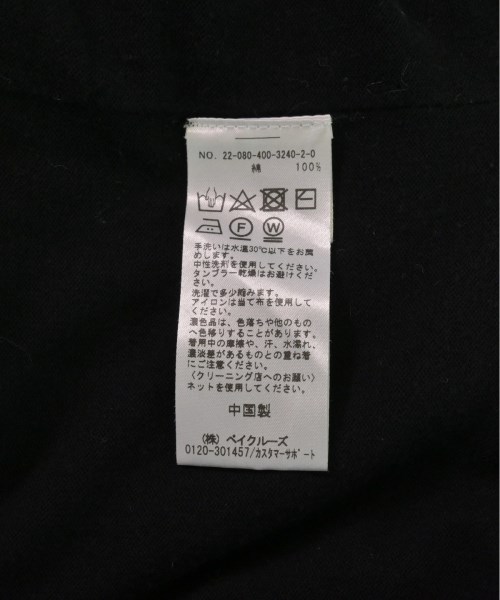 NO. 22-080-400-3240-2-0
綿 100%
F W
手洗いは水温30℃以下をお薦
めします。
中性洗剤を使用してください。
タンブラー乾燥はお避けくだ
さい。
洗濯で多少縮みます。
アイロンは当て布を使用して
ください。
濃色品は、色落ちや他のもの
へ色移りすることがあります。
着用中の摩擦や、汗、水濡れ、
濃淡差があるものとの重ね着
にご注意ください。
〈クリーニング店へのお願い〉
ネットを使用してください。
中国製
(株) ベイクルーズ
0120-301457/カスタマーサポート